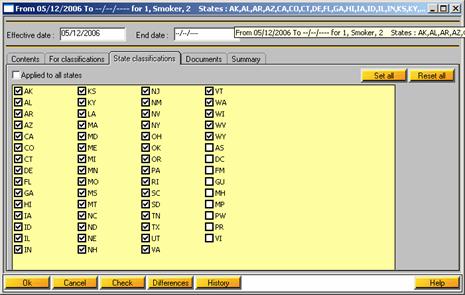 From 05/12/2006 To --/--/---- for 1, Smoker, 2   States : AK,AL,AR,AZ,CA,CO,CT,DE,FL,GA,HI,IA,ID,IL,IN,KS,KY,...
Effective date : 05/12/2006 End date : --/--/--- From 05/12/2006 To --/--/---- for 1, Smoker, 2   States : AK,AL,AR,AZ,
Contents For classifications State classifications Documents Summary
Applied to all states Set all Reset all
AK KS NJ VT
AL KY NM WA
AR LA NV WI
AZ MA NY WV
CA MD OH WY
CO ME OK AS
CT MI OR DC
DE MN PA FM
FL MO RI GU
GA MS SC MH
HI MT SD MP
IA NC TN PW
ID ND TX PR
IL NE UT VI
IN NH VA
Ok Cancel Check Differences History Help